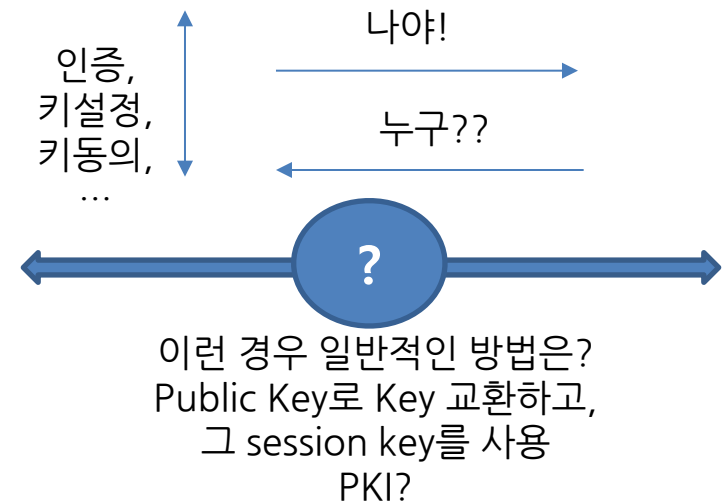 인증,
키설정,
키동의,
...
나야!
누구??
?
이런 경우 일반적인 방법은?
Public Key로 Key 교환하고,
그 session key를 사용
PKI?